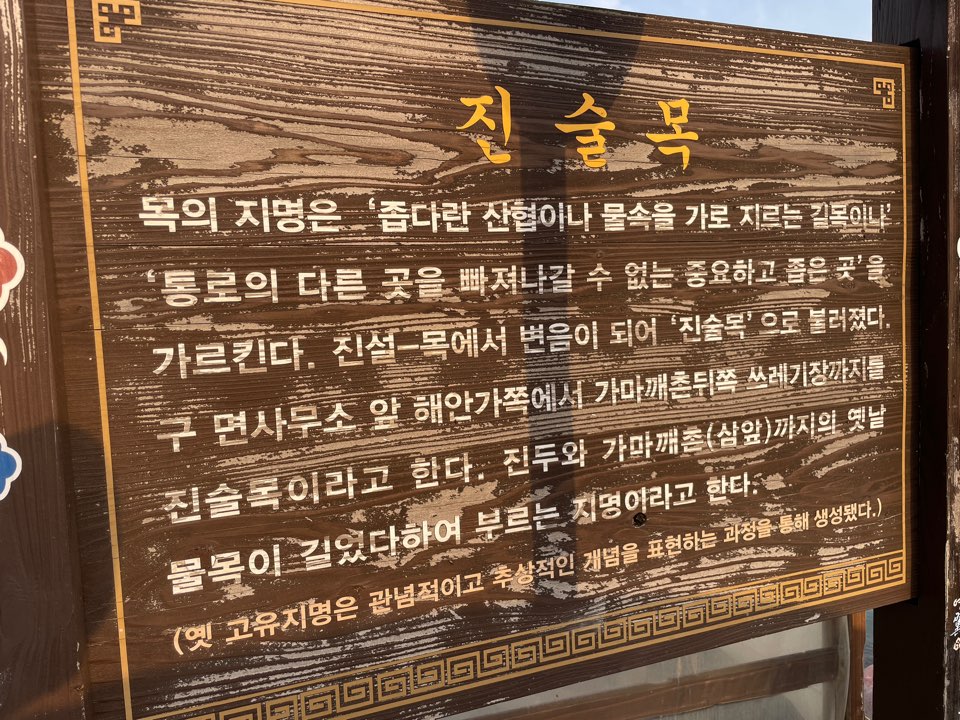 진술목
목의 지명은 '좁다란 산협이나 물속을 가로 지르는 길목이나'
'통로의 다른 곳을 빠져나갈 수 없는 중요하고 좁은 곳'을
가르킨다. 진설-목에서 변음이 되어 '진술목'으로 불러졌다.
구 면사무소 앞 해안가쪽에서 가마깨촌뒤쪽 쓰레기장까지를
진술목이라고 한다. 진두와 가마깨촌(삼앞)까지의 옛날
물목이 길었다하여 부르는 지명이라고 한다.
(옛 고유지명은 관념적이고 추상적인 개념을 표현하는 과정을 통해 생성됐다.)